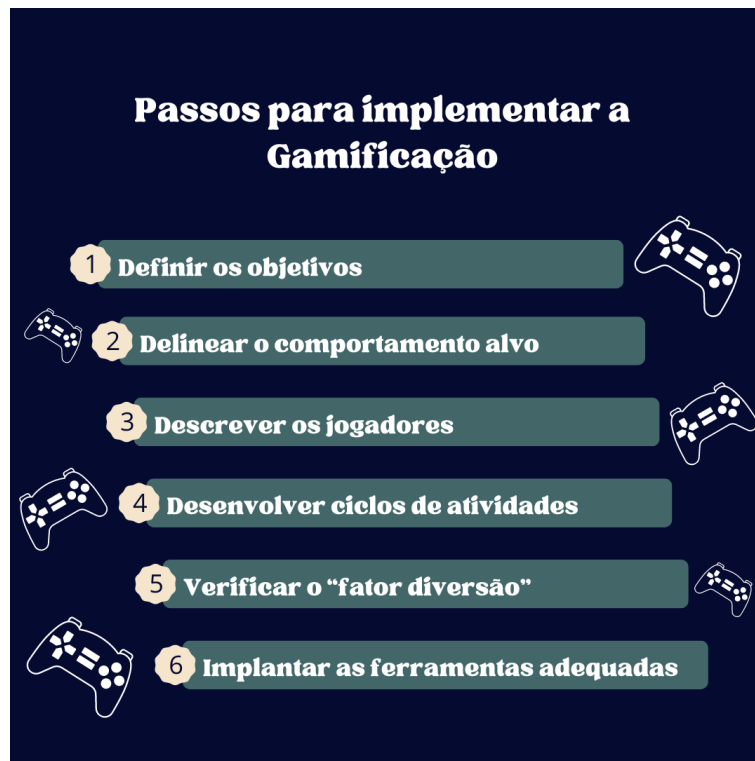 Passos para implementar a
Gamificação
1 Definir os objetivos
2 Delinear o comportamento alvo
3 Descrever os jogadores
4 Desenvolver ciclos de atividades
5 Verificar o “fator diversão”
6 Implantar as ferramentas adequadas